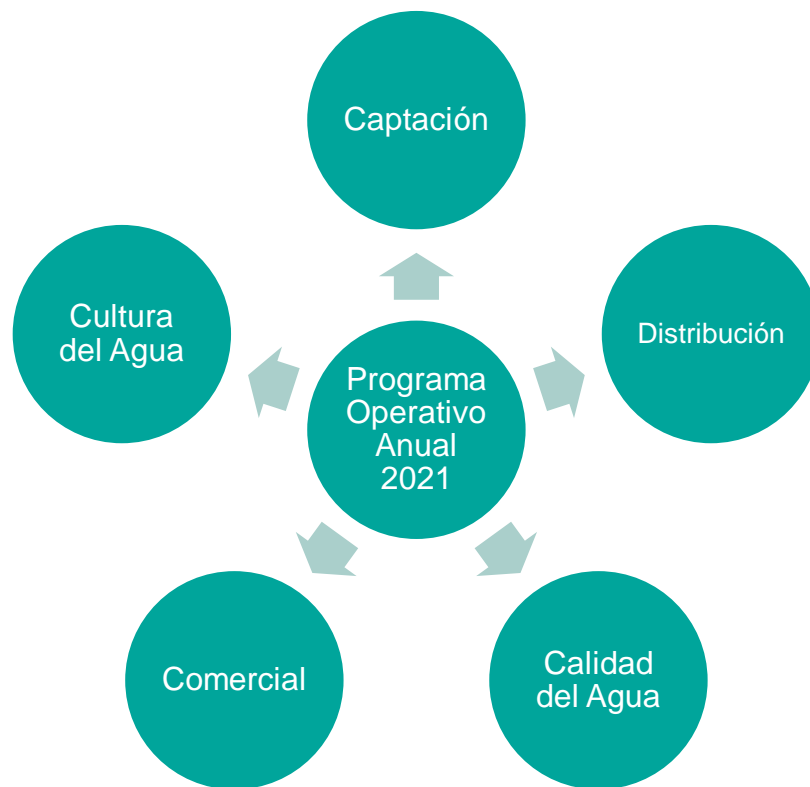 Captación
Cultura
del Agua
Distribución
Programa
Operativo
Anual
2021
Comercial
Calidad
del Agua